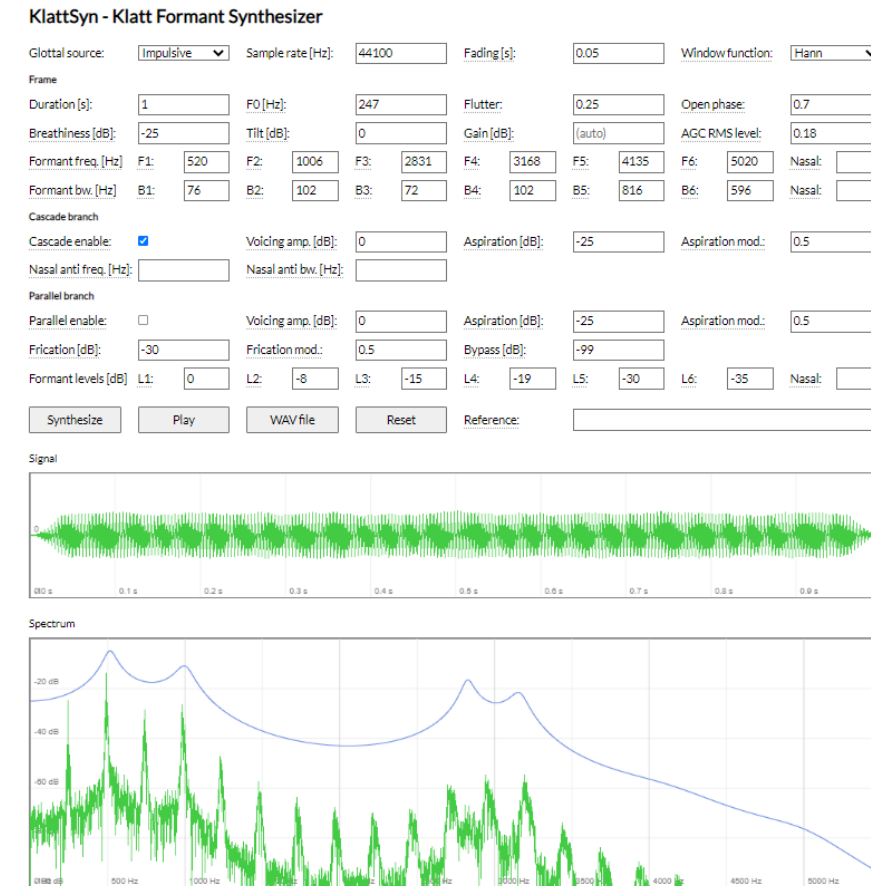 KlattSyn - Klatt Formant Synthesizer
Glottal source: Impulsive Sample rate [Hz]: 44100 Fading [s]: 0.05 Window function: Hann
Frame
Duration [s]: 1 F0 [Hz]: 247 Flutter: 0.25 Open phase: 0.7
Breathiness [dB]: -25 Tilt [dB]: 0 Gain [dB]: (auto) AGC RMS level: 0.18
Formant freq. [Hz] F1: 520 F2: 1006 F3: 2831 F4: 3168 F5: 4135 F6: 5020 Nasal:
Formant bw. [Hz] B1: 76 B2: 102 B3: 72 B4: 102 B5: 816 B6: 596 Nasal:
Cascade branch
Cascade enable: Voicing amp. [dB]: 0 Aspiration [dB]: -25 Aspiration mod.: 0.5
Nasal anti freq. [Hz]: Nasal anti bw. [Hz]:
Parallel branch
Parallel enable: Voicing amp. [dB]: 0 Aspiration [dB]: -25 Aspiration mod.: 0.5
Frication [dB]: -30 Frication mod.: 0.5 Bypass [dB]: -99
Formant levels [dB] L1: 0 L2: -8 L3: -15 L4: -19 L5: -30 L6: -35 Nasal:
Synthesize Play WAV file Reset Reference:
Signal
0
0.1 s 0.2 s 0.3 s 0.4 s 0.5 s 0.6 s 0.7 s 0.8 s 0.9 s
Spectrum
-20 dB
-40 dB
-60 dB
500 Hz 1000 Hz 3000 Hz 3500 4000 Hz 4500 Hz 5000 Hz